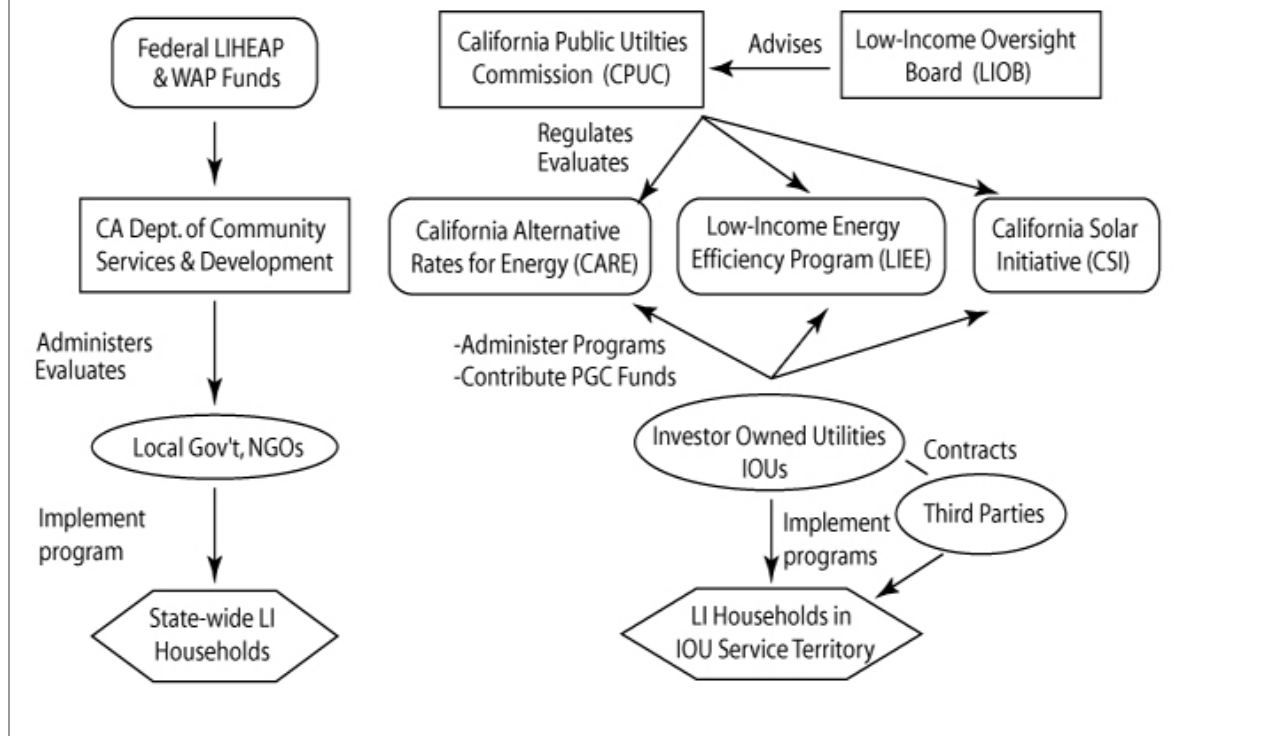 Federal LIHEAP
& WAP Funds
CA Dept. of Community
Services & Development
Administers
Evaluates
Local Gov't, NGOs
Implement
program
State-wide LI
Households
California Public Utilties
Commission (CPUC)
Advises
Low-Income Oversight
Board (LIOB)
Regulates
Evaluates
California Alternative
Rates for Energy (CARE)
Low-Income Energy
Efficiency Program (LIEE)
California Solar
Initiative (CSI)
-Administer Programs
-Contribute PGC Funds
Investor Owned Utilities
IOUs
Contracts
Third Parties
Implement
programs
LI Households in
IOU Service Territory